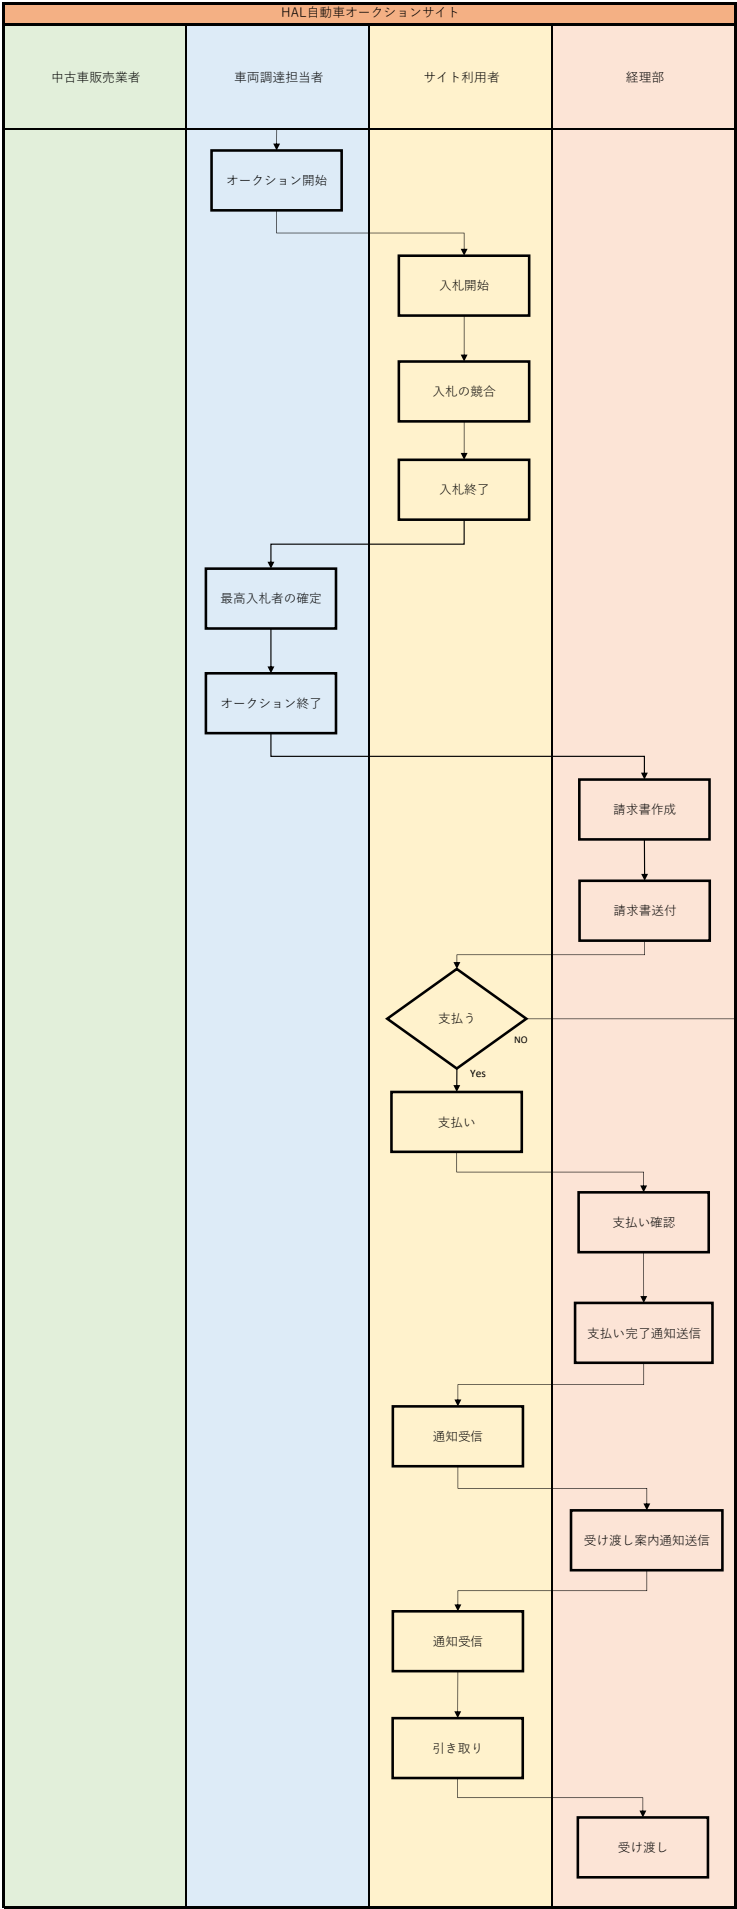 HAL自動車オークションサイト
中古車販売業者
車両調達担当者
サイト利用者
経理部
オークション開始
入札開始
入札の競合
入札終了
最高入札者の確定
オークション終了
請求書作成
請求書送付
支払う
NO
Yes
支払い
支払い確認
支払い完了通知送信
通知受信
受け渡し案内通知送信
通知受信
引き取り
受け渡し